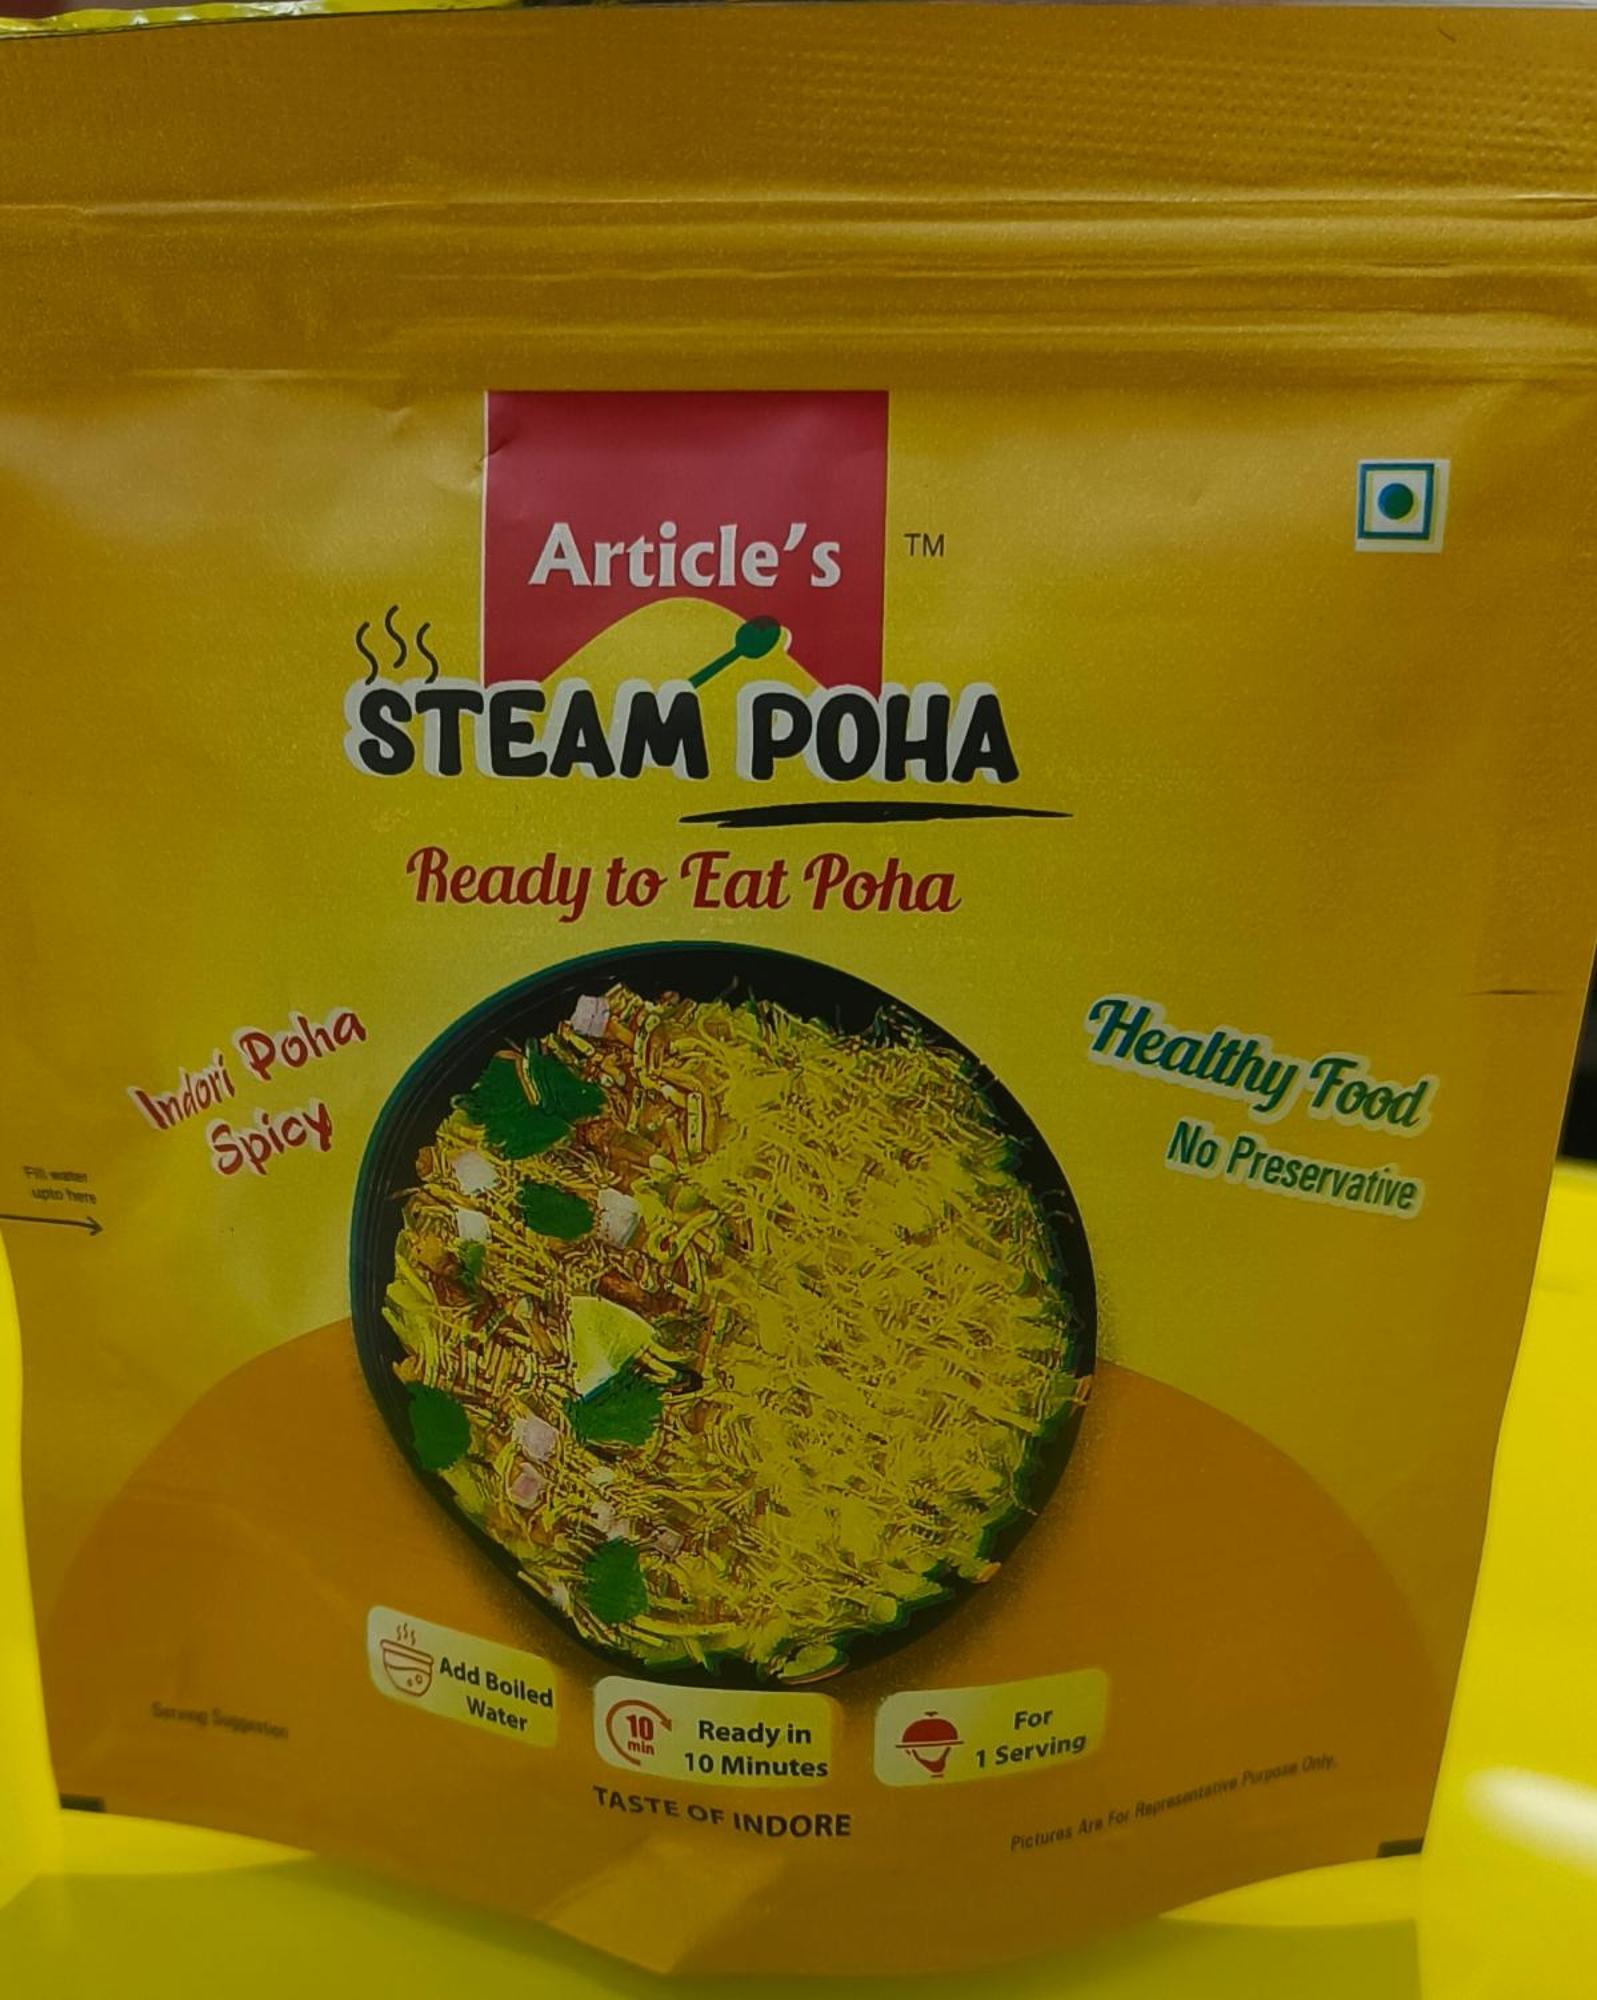 Article's
TM
STEAM POHA
Ready to Eat Poha
Indori Poha
Spicy
Healthy Food
No Preservative
Fill water
upto here
Add Boiled
Water
10
min
Ready in
10 Minutes
For
1 Serving
Serving Suggestion
TASTE OF INDORE
Pictures Are For Representative Purpose Only.